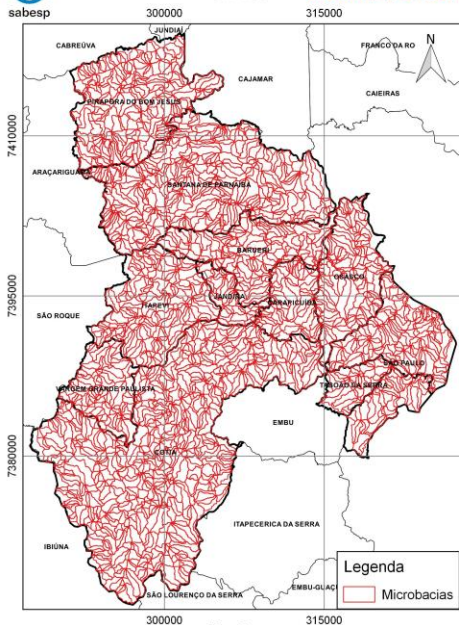 sabesp
300000
315000
JUNDIAÍ
CABREÚVA
FRANCO DA RO
N
CAJAMAR
CAIEIRAS
PIRAPORA DO BOM JESUS
7410000
ARAÇARIGUAMA
SANTANA DE PARNAÍBA
BARUERI
OSASCO
7395000
ITAPEVI
JANDIRA
CARAPICUÍBA
SÃO ROQUE
SÃO PAULO
VARGEM GRANDE PAULISTA
TABOÃO DA SERRA
EMBU
7380000
COTIA
ITAPECERICA DA SERRA
IBIÚNA
Legenda
Microbacias
EMBU-GUAÇ
SÃO LOURENÇO DA SERRA
300000
315000